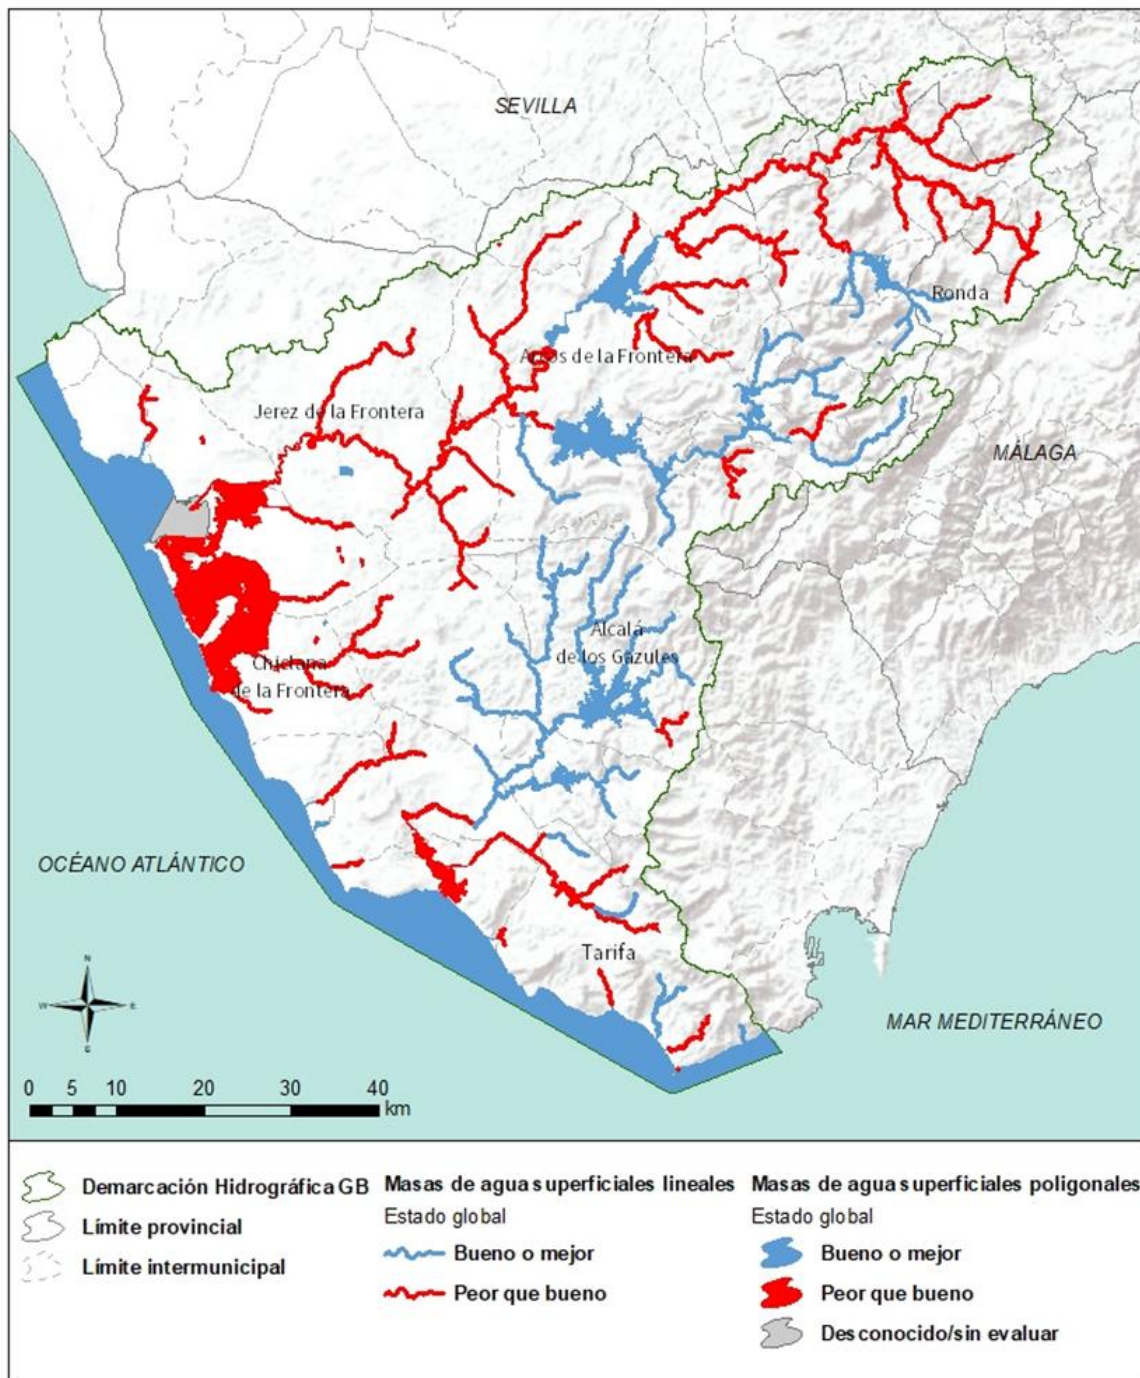 SEVILLA
Ronda
Arcos de la Frontera
Jerez de la Frontera
MÁLAGA
Alcalá
de los Gazules
Chiclana
de la Frontera
OCÉANO ATLÁNTICO
Tarifa
N
W
E
S
MAR MEDITERRÁNEO
0 5 10 20 30 40
km
Demarcación Hidrográfica GB
Límite provincial
Límite intermunicipal
Masas de agua superficiales lineales
Estado global
Bueno o mejor
Peor que bueno
Masas de agua superficiales poligonales
Estado global
Bueno o mejor
Peor que bueno
Desconocido/sin evaluar